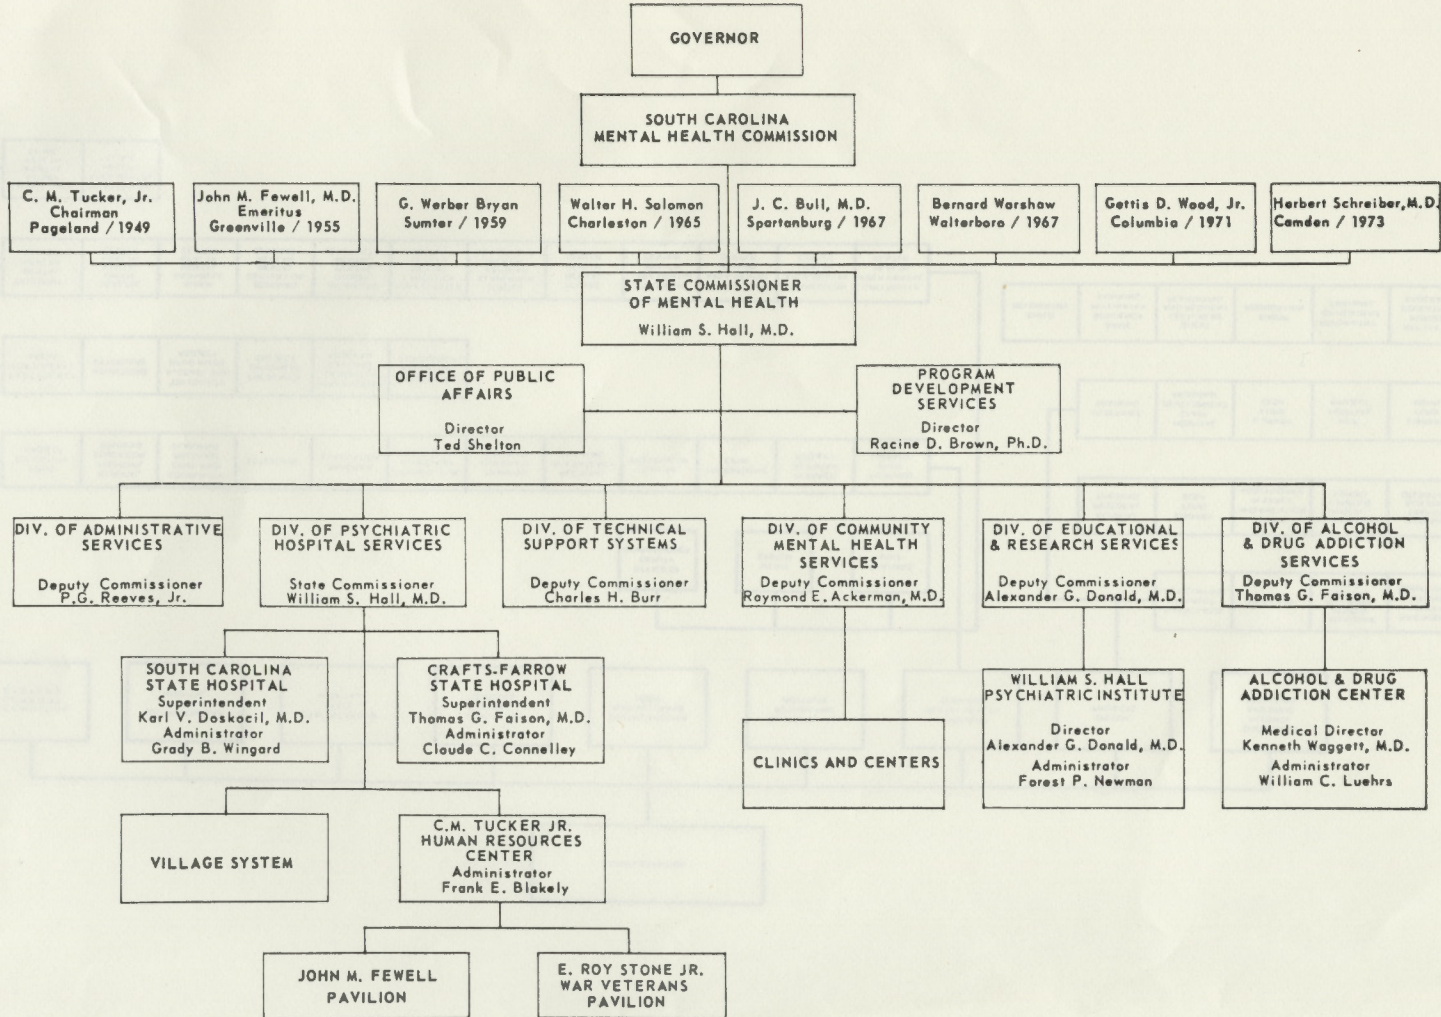 GOVERNOR
SOUTH CAROLINA
MENTAL HEALTH COMMISSION
C. M. Tucker, Jr.
Chairman
Pageland / 1949
John M. Fewell, M.D.
Emeritus
Greenville / 1955
G. Werber Bryan
Sumter / 1959
Walter H. Solomon
Charleston / 1965
J. C. Bull, M.D.
Spartanburg / 1967
Bernard Warshaw
Walterboro / 1967
Gettis D. Wood, Jr.
Columbia / 1971
Herbert Schreiber, M.D.
Camden / 1973
STATE COMMISSIONER
OF MENTAL HEALTH
William S. Hall, M.D.
OFFICE OF PUBLIC
AFFAIRS
Director
Ted Shelton
PROGRAM
DEVELOPMENT
SERVICES
Director
Racine D. Brown, Ph.D.
DIV. OF ADMINISTRATIVE
SERVICES
Deputy Commissioner
P.G. Reeves, Jr.
DIV. OF PSYCHIATRIC
HOSPITAL SERVICES
State Commissioner
William S. Hall, M.D.
DIV. OF TECHNICAL
SUPPORT SYSTEMS
Deputy Commissioner
Charles H. Burr
DIV. OF COMMUNITY
MENTAL HEALTH
SERVICES
Deputy Commissioner
Raymond E. Ackerman, M.D.
DIV. OF EDUCATIONAL
& RESEARCH SERVICES
Deputy Commissioner
Alexander G. Donald, M.D.
DIV. OF ALCOHOL
& DRUG ADDICTION
SERVICES
Deputy Commissioner
Thomas G. Faison, M.D.
SOUTH CAROLINA
STATE HOSPITAL
Superintendent
Karl V. Doskocil, M.D.
Administrator
Grady B. Wingard
CRAFTS-FARROW
STATE HOSPITAL
Superintendent
Thomas G. Faison, M.D.
Administrator
Claude C. Connelley
CLINICS AND CENTERS
WILLIAM S. HALL
PSYCHIATRIC INSTITUTE
Director
Alexander G. Donald, M.D.
Administrator
Forest P. Newman
ALCOHOL & DRUG
ADDICTION CENTER
Medical Director
Kenneth Waggett, M.D.
Administrator
William C. Luehrs
VILLAGE SYSTEM
C.M. TUCKER JR.
HUMAN RESOURCES
CENTER
Administrator
Frank E. Blakely
JOHN M. FEWELL
PAVILION
E. ROY STONE JR.
WAR VETERANS
PAVILION